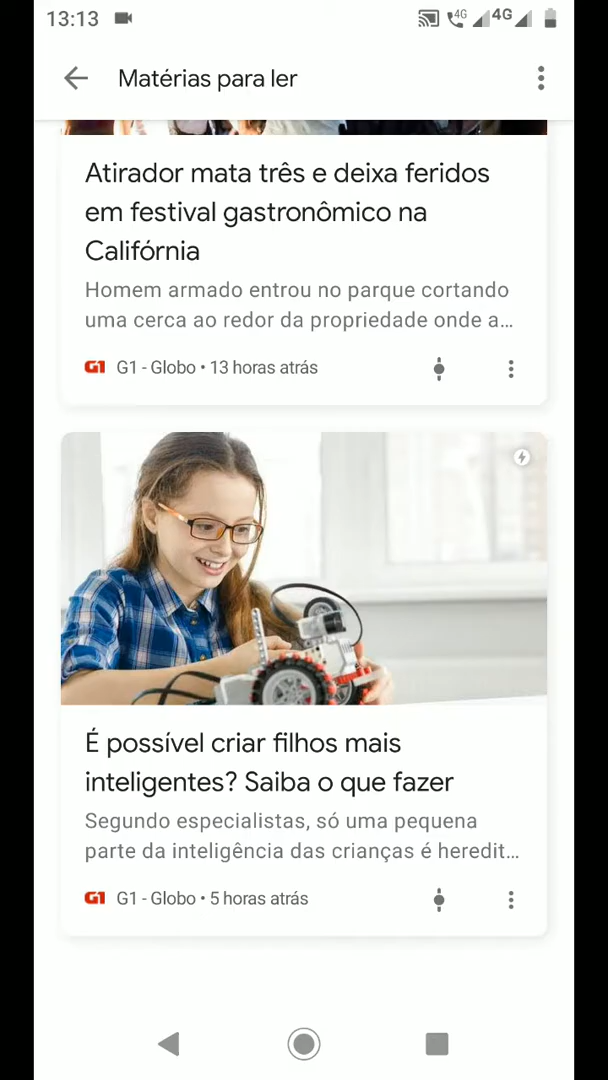 13:13 4G 4G
Matérias para ler
Atirador mata três e deixa feridos
em festival gastronômico na
Califórnia
Homem armado entrou no parque cortando
uma cerca ao redor da propriedade onde a...
G1 G1 - Globo • 13 horas atrás
É possível criar filhos mais
inteligentes? Saiba o que fazer
Segundo especialistas, só uma pequena
parte da inteligência das crianças é heredit...
G1 G1 - Globo • 5 horas atrás